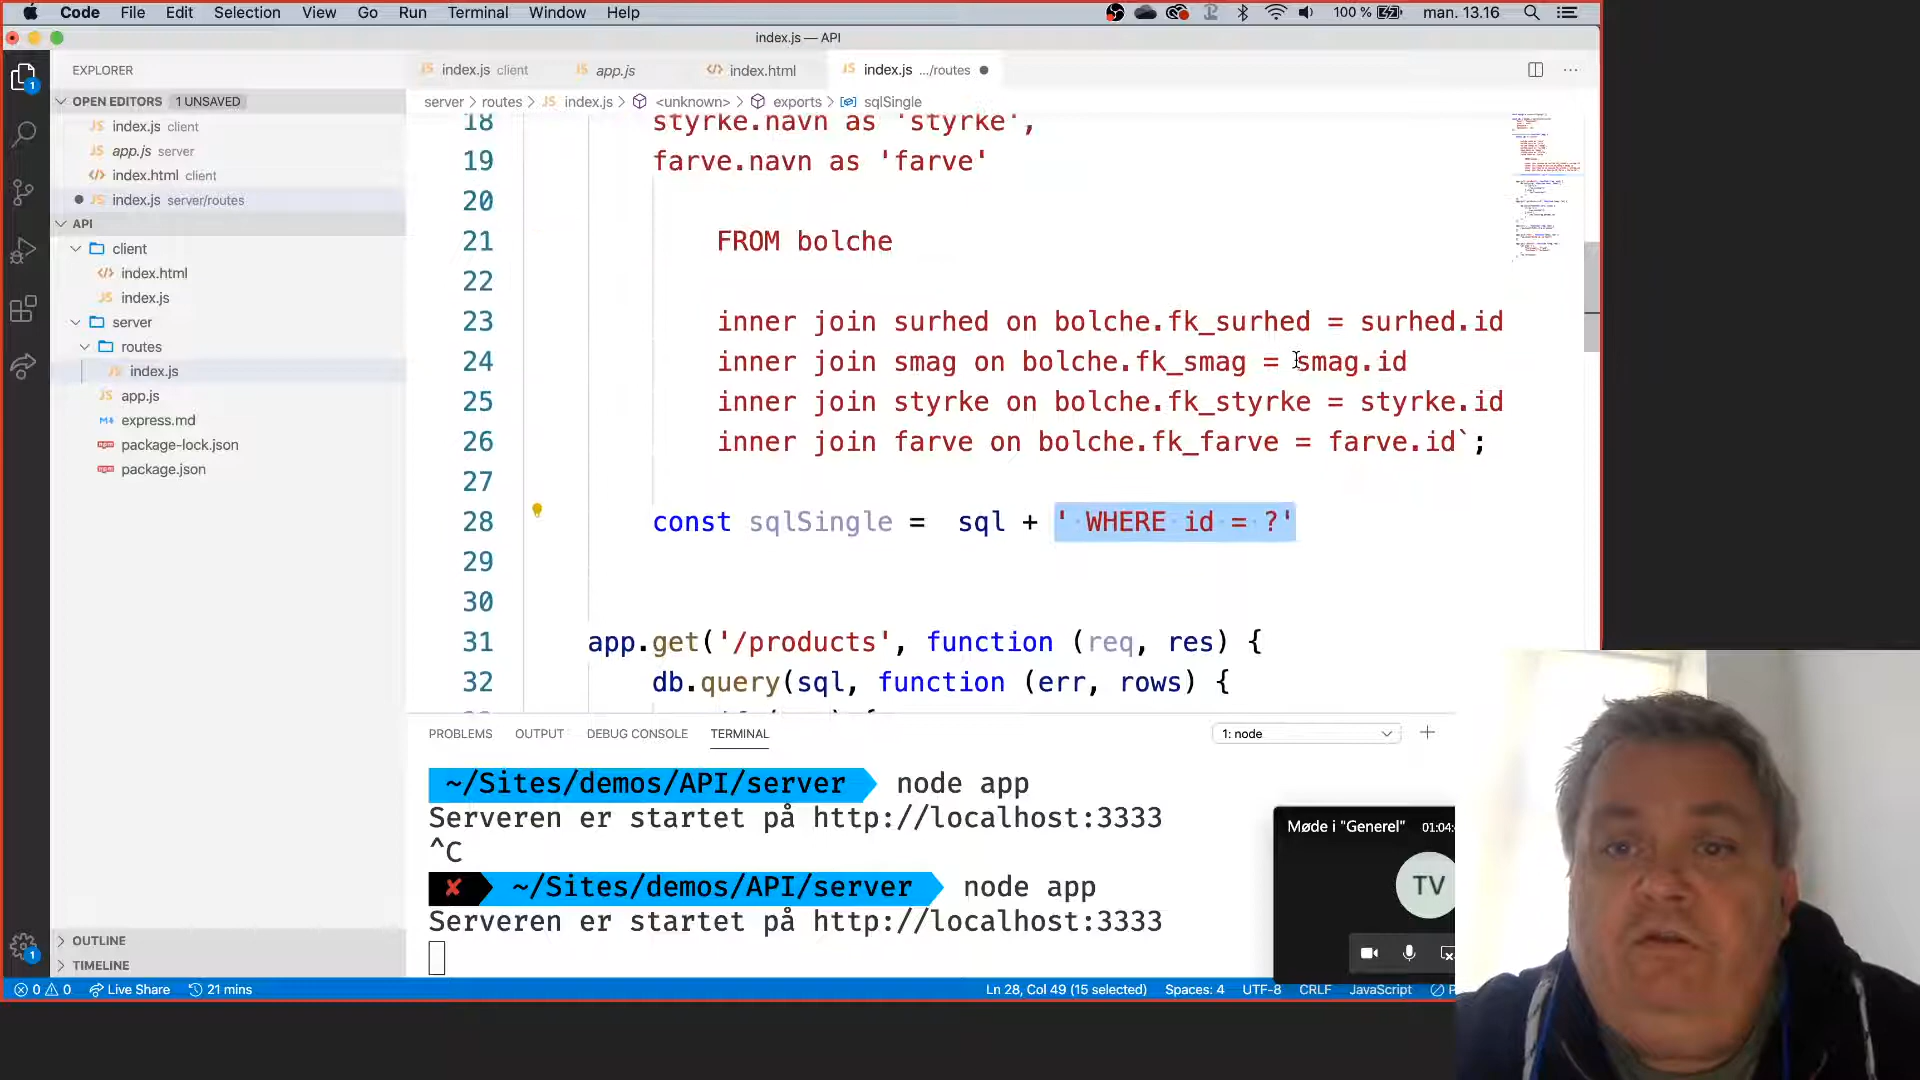 Code File Edit Selection View Go Run Terminal Window Help 100 % man. 13.16
index.js — API
EXPLORER
index.js client
app.js
index.html
index.js .../routes
OPEN EDITORS 1 UNSAVED
server > routes > index.js > <unknown> > exports > sqlSingle
index.js client
app.js server
index.html client
index.js server/routes
API
client
index.html
index.js
server
routes
index.js
app.js
express.md
package-lock.json
package.json
OUTLINE
TIMELINE
18 styrke.navn as 'styrke',
19 farve.navn as 'farve'
20
21 FROM bolche
22
23 inner join surhed on bolche.fk_surhed = surhed.id
24 inner join smag on bolche.fk_smag = smag.id
25 inner join styrke on bolche.fk_styrke = styrke.id
26 inner join farve on bolche.fk_farve = farve.id`;
27
28 const sqlSingle = sql + ' WHERE id = ?'
29
30
31 app.get('/products', function (req, res) {
32 db.query(sql, function (err, rows) {
PROBLEMS OUTPUT DEBUG CONSOLE TERMINAL 1: node
~/Sites/demos/API/server node app
Serveren er startet på http://localhost:3333
^C
✘ ~/Sites/demos/API/server node app
Serveren er startet på http://localhost:3333
Møde i "Generel" 01:04:
TV
0 0 Live Share 21 mins Ln 28, Col 49 (15 selected) Spaces: 4 UTF-8 CRLF JavaScript